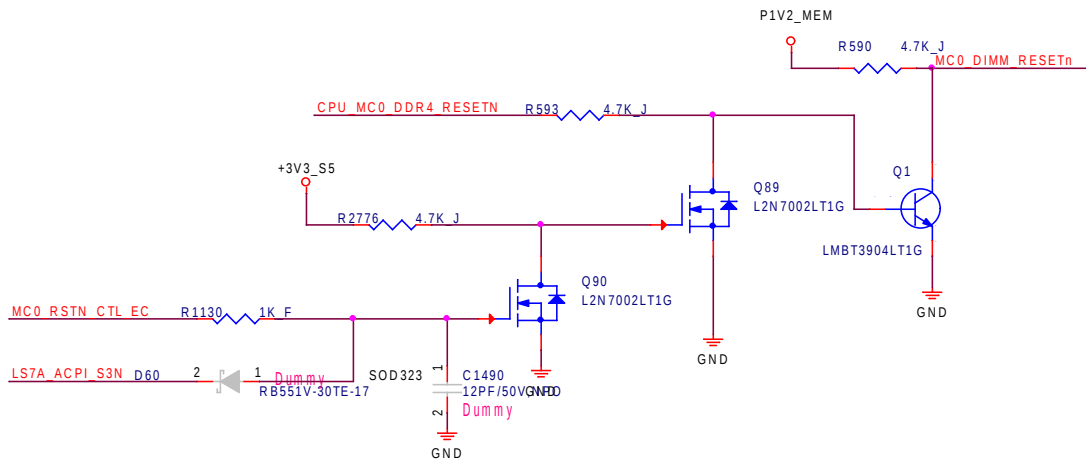 P1V2_MEM
R590 4.7K_J
MC0_DIMM_RESETn
CPU_MC0_DDR4_RESETN
R593 4.7K_J
+3V3_S5
Q89
L2N7002LT1G
Q1
R2776 4.7K_J
LMBT3904LT1G
Q90
L2N7002LT1G
GND
MC0_RSTN_CTL_EC
R1130 1K_F
GND
LS7A_ACPI_S3N
D60
2
1
Dummy
RB551V-30TE-17
SOD323
1
C1490
12PF/50V,NPO
GND
2
Dummy
GND